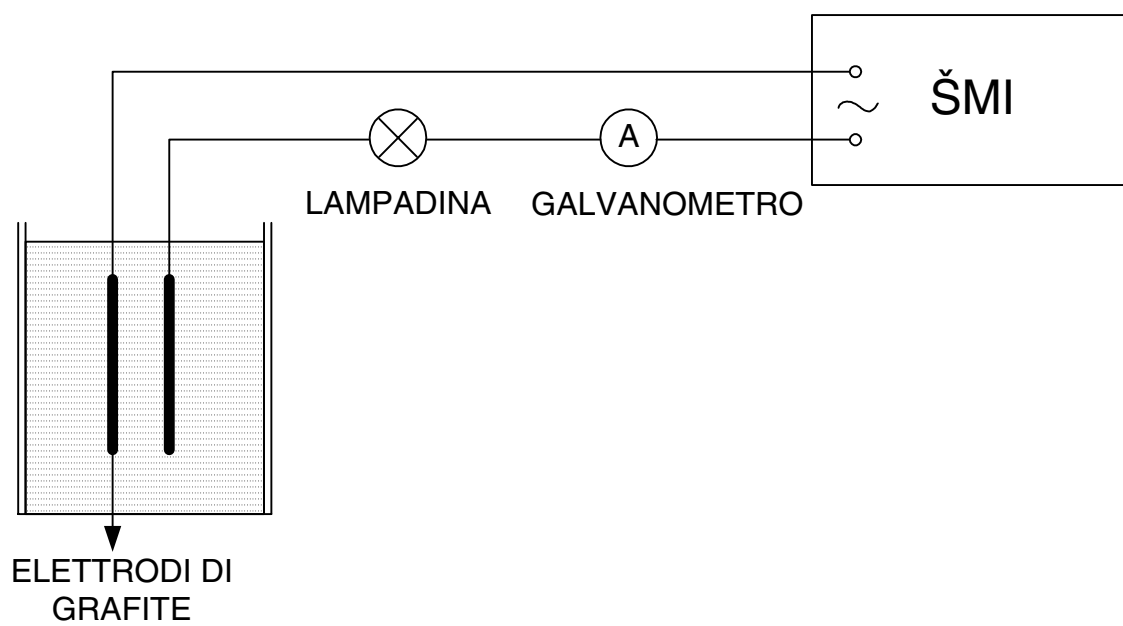 ŠMI
A
LAMPADINA
GALVANOMETRO
ELETTRODI DI
GRAFITE